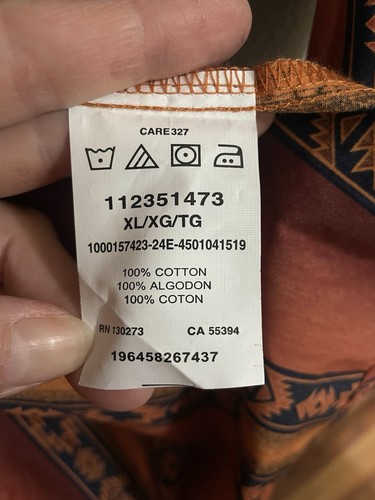 CARE327
112351473
XL/XG/TG
1000157423-24E-4501041519
100% COTTON
100% ALGODON
100% COTON
RN 130273 CA 55394
196458267437